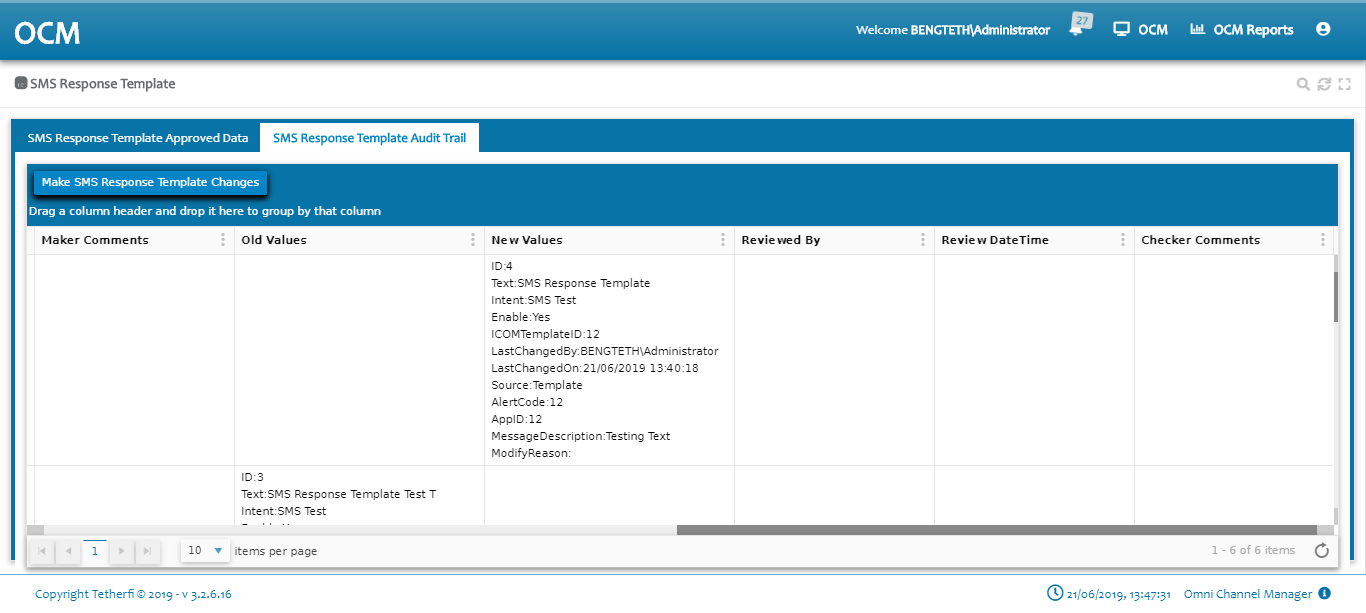 OCM
Welcome BENGTETH\Administrator
27
OCM
OCM Reports
SMS Response Template
SMS Response Template Approved Data
SMS Response Template Audit Trail
Make SMS Response Template Changes
Drag a column header and drop it here to group by that column
Maker Comments
Old Values
New Values
Reviewed By
Review DateTime
Checker Comments
ID:4
Text:SMS Response Template
Intent:SMS Test
Enable:Yes
ICOMTemplateID:12
LastChangedBy:BENGTETH\Administrator
LastChangedOn:21/06/2019 13:40:18
Source:Template
AlertCode:12
AppID:12
MessageDescription:Testing Text
ModifyReason:
ID:3
Text:SMS Response Template Test T
Intent:SMS Test
1
10
items per page
1 - 6 of 6 items
Copyright Tetherfi © 2019 - v 3.2.6.16
21/06/2019, 13:47:31
Omni Channel Manager